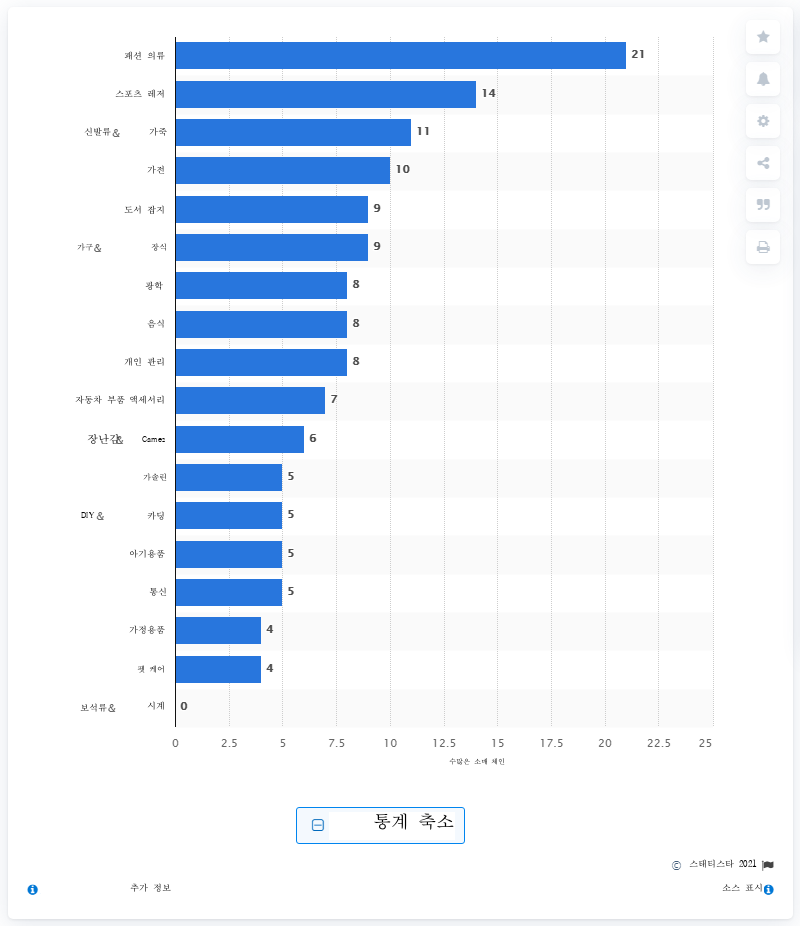 패션 의류 21
스포츠 레저 14
신발류 & 가죽 11
가전 10
도서 잡지 9
가구 & 장식 9
광학 8
음식 8
개인 관리 8
자동차 부품 액세서리 7
장난감 & Games 6
가솔린 5
DIY & 카딩 5
아기용품 5
통신 5
가정용품 4
펫 케어 4
보석류 & 시계 0
0 2.5 5 7.5 10 12.5 15 17.5 20 22.5 25
수많은 소매 체인
통계 축소
© 스태티스타 2021
추가 정보 소스 표시